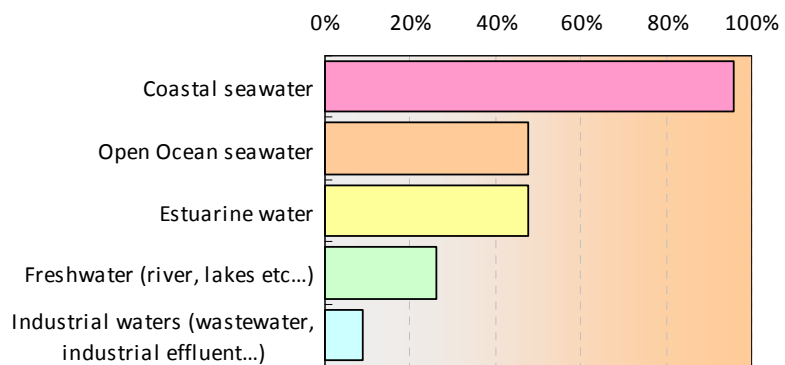 0% 20% 40% 60% 80% 100%
Coastal seawater
Open Ocean seawater
Estuarine water
Freshwater (river, lakes etc...)
Industrial waters (wastewater,
industrial effluent...)